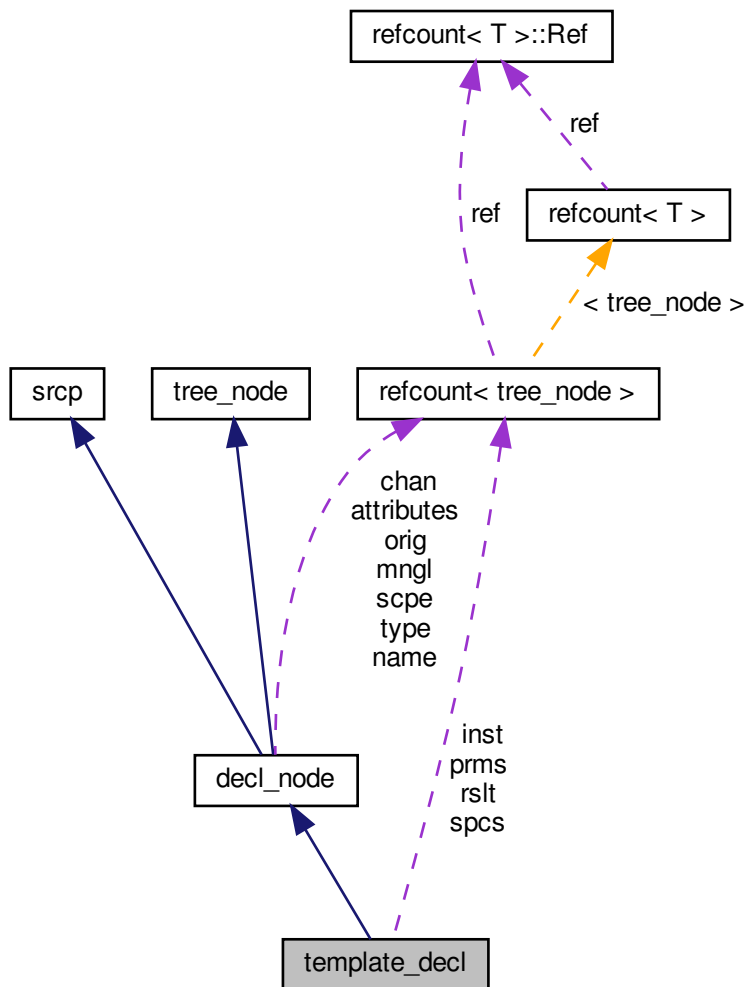 refcount< T >::Ref
ref
refcount< T >
ref
< tree_node >
srcp
tree_node
refcount< tree_node >
chan
attributes
orig
mngl
scpe
type
name
inst
prms
rslt
spcs
decl_node
template_decl